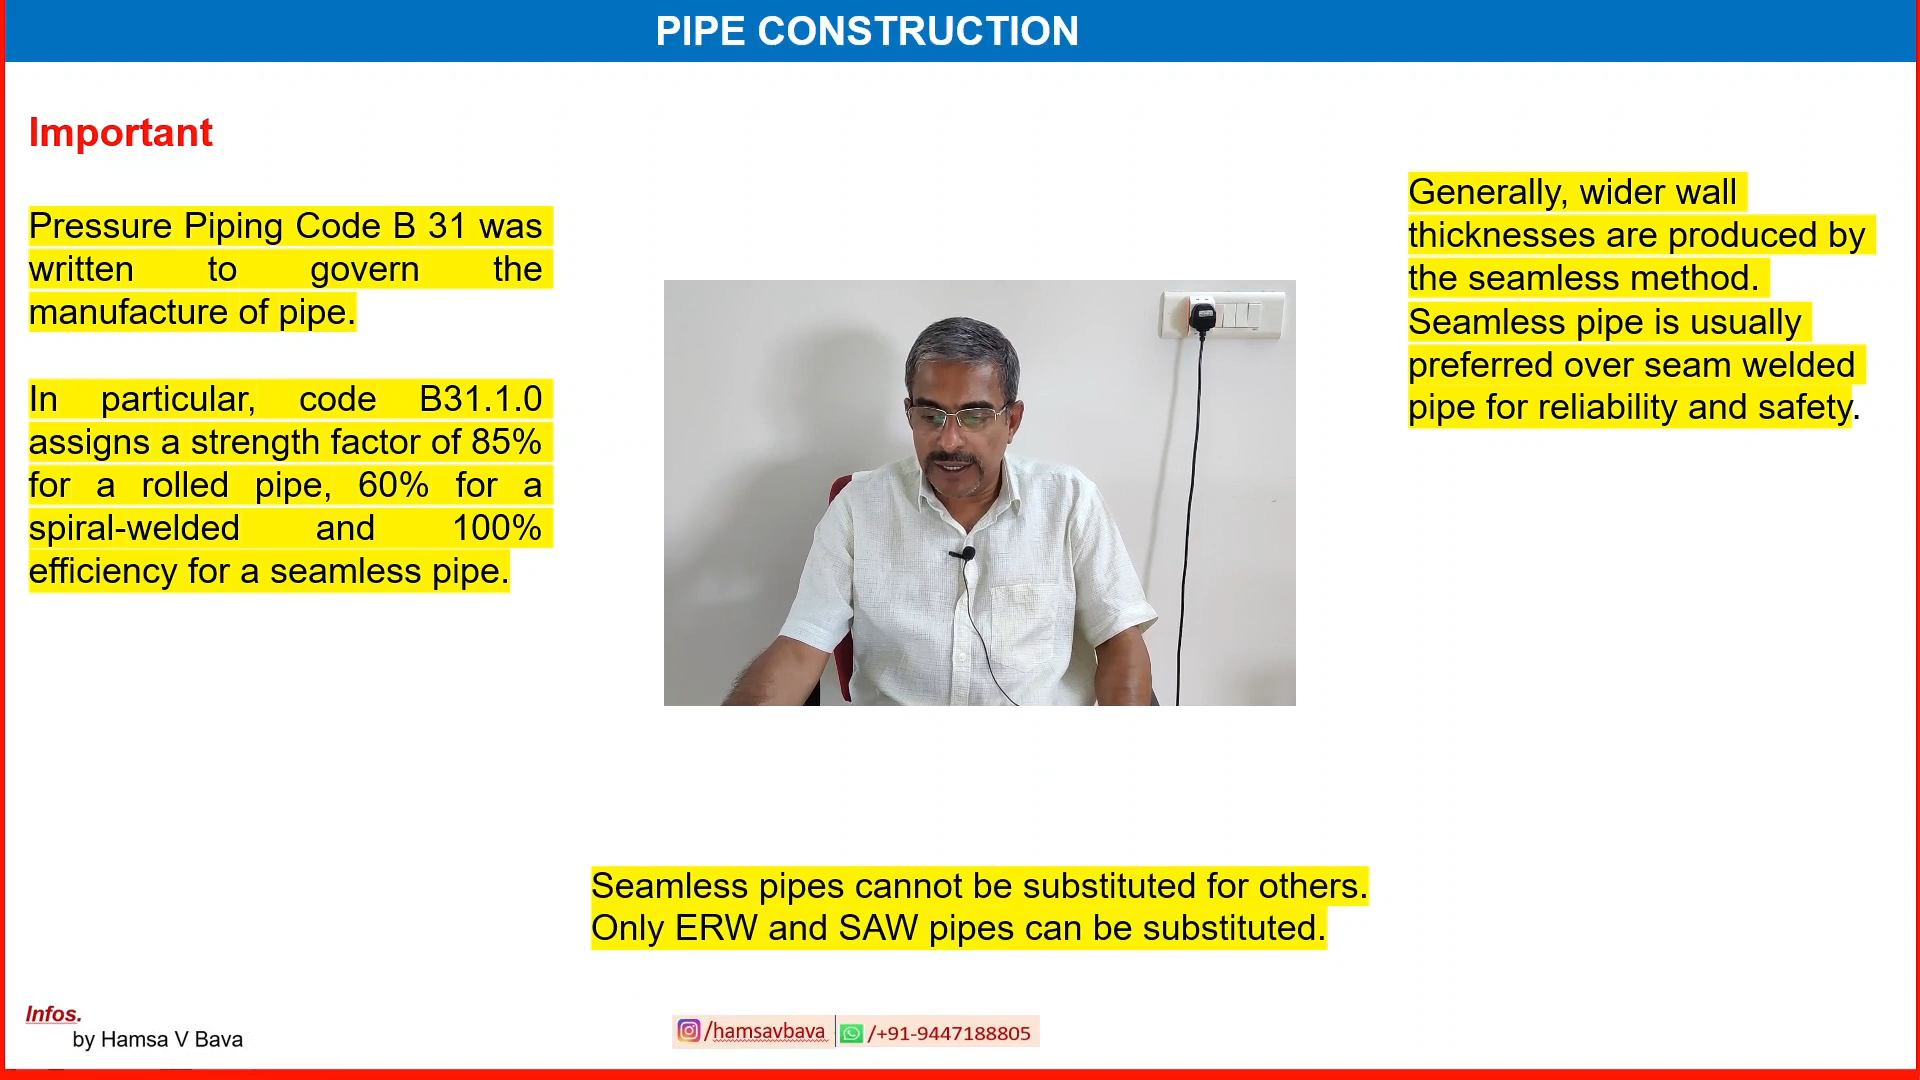 PIPE CONSTRUCTION
Important
Pressure Piping Code B 31 was
written to govern the
manufacture of pipe.
In particular, code B31.1.0
assigns a strength factor of 85%
for a rolled pipe, 60% for a
spiral-welded and 100%
efficiency for a seamless pipe.
Generally, wider wall
thicknesses are produced by
the seamless method.
Seamless pipe is usually
preferred over seam welded
pipe for reliability and safety.
Seamless pipes cannot be substituted for others.
Only ERW and SAW pipes can be substituted.
Infos.
by Hamsa V Bava
/hamsavbava /+91-9447188805